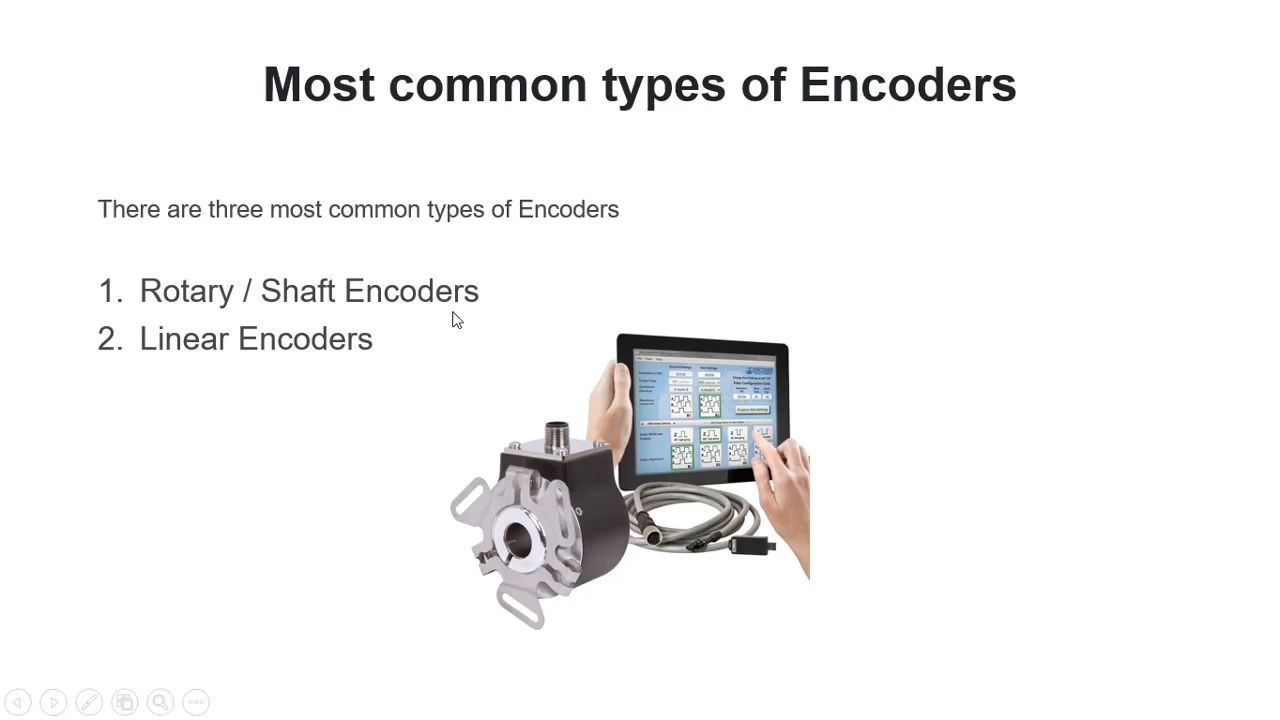 Most common types of Encoders
There are three most common types of Encoders
1. Rotary / Shaft Encoders
2. Linear Encoders
ENCODER